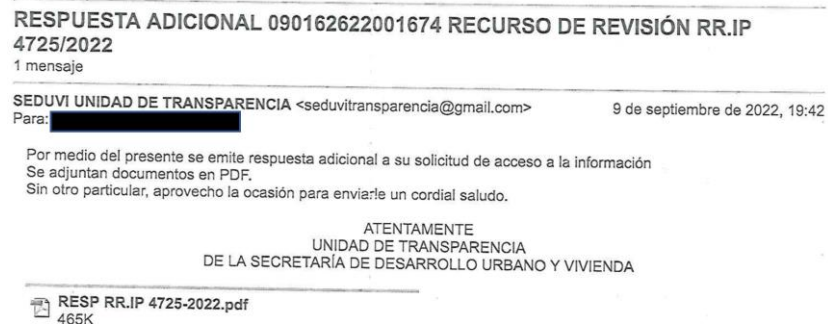 RESPUESTA ADICIONAL 090162622001674 RECURSO DE REVISIÓN RR.IP
4725/2022
1 mensaje
SEDUVI UNIDAD DE TRANSPARENCIA <seduvitransparencia@gmail.com> 9 de septiembre de 2022, 19:42
Para:
Por medio del presente se emite respuesta adicional a su solicitud de acceso a la información
Se adjuntan documentos en PDF.
Sin otro particular, aprovecho la ocasión para enviarle un cordial saludo.
ATENTAMENTE
UNIDAD DE TRANSPARENCIA
DE LA SECRETARÍA DE DESARROLLO URBANO Y VIVIENDA
RESP RR.IP 4725-2022.pdf
465K